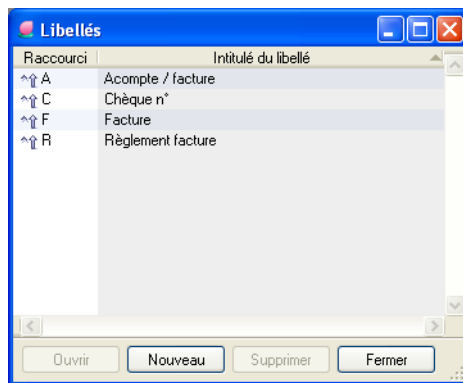 Libellés
Raccourci Intitulé du libellé
^⇧ A Acompte / facture
^⇧ C Chèque n°
^⇧ F Facture
^⇧ R Règlement facture
Ouvrir Nouveau Supprimer Fermer